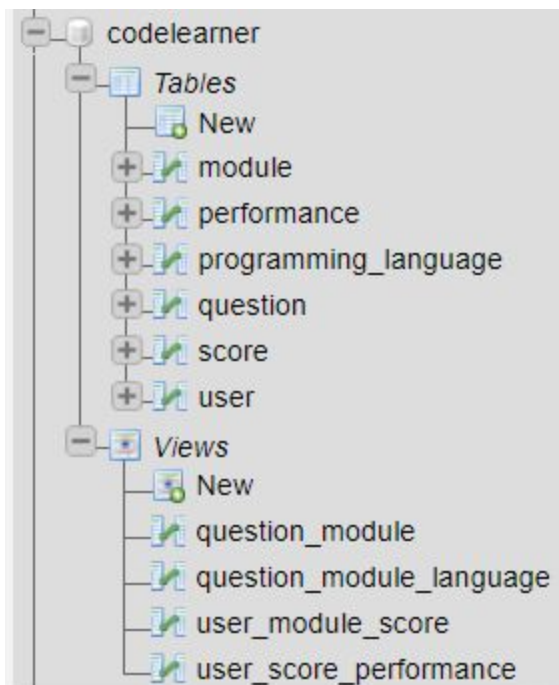 codelearner
Tables
New
module
performance
programming_language
question
score
user
Views
New
question_module
question_module_language
user_module_score
user_score_performance